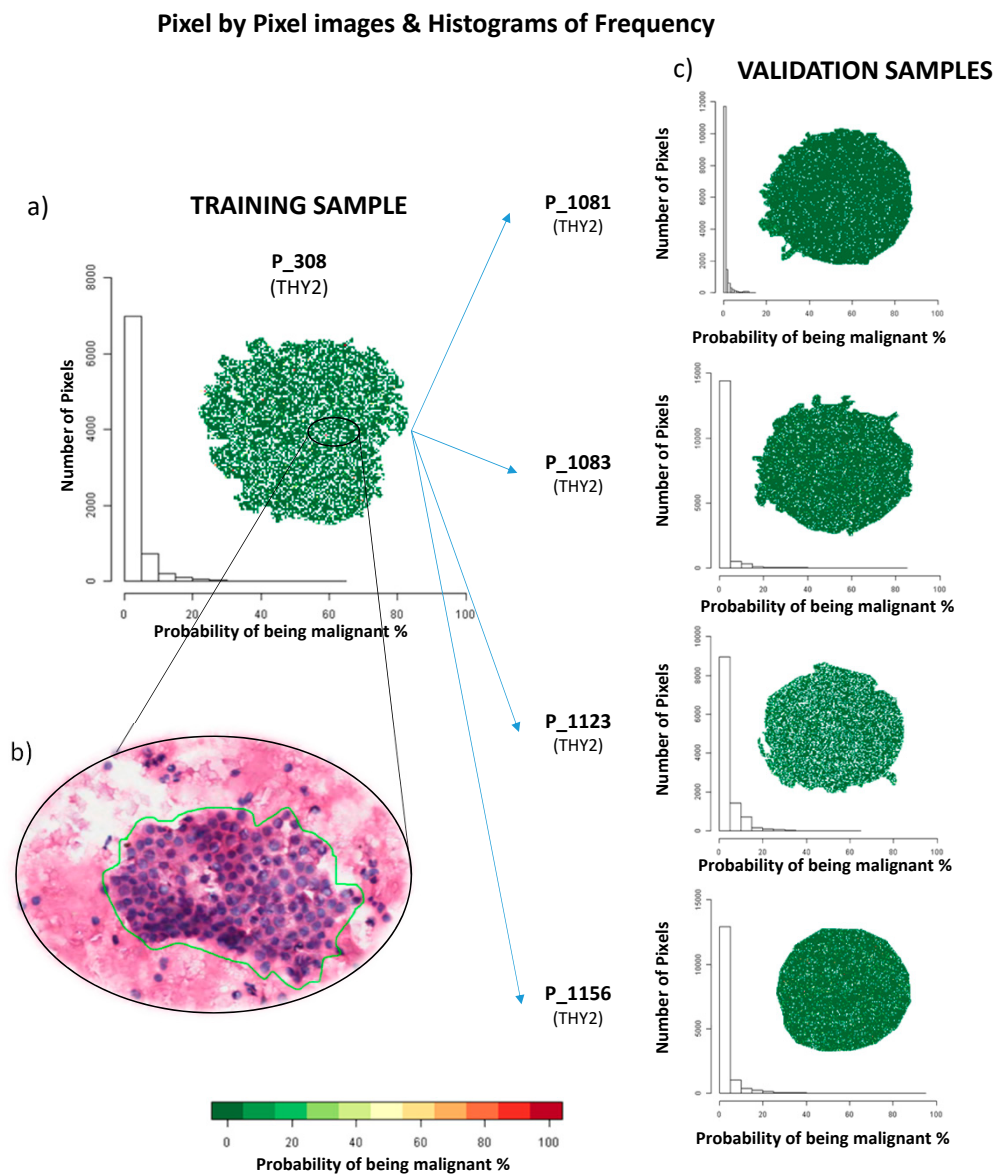 Pixel by Pixel images & Histograms of Frequency
a)
TRAINING SAMPLE
P_308
(THY2)
Number of Pixels
0 2000 4000 6000 8000
0 20 40 60 80 100
Probability of being malignant %
b)
P_1081
(THY2)
P_1083
(THY2)
P_1123
(THY2)
P_1156
(THY2)
c)
VALIDATION SAMPLES
Number of Pixels
0 2000 4000 6000 8000 10000 12000
0 20 40 60 80 100
Probability of being malignant %
Number of Pixels
0 5000 10000 15000
0 20 40 60 80 100
Probability of being malignant %
Number of Pixels
0 2000 4000 6000 8000 10000
0 20 40 60 80 100
Probability of being malignant %
Number of Pixels
0 5000 10000 15000
0 20 40 60 80 100
Probability of being malignant %
0 20 40 60 80 100
Probability of being malignant %